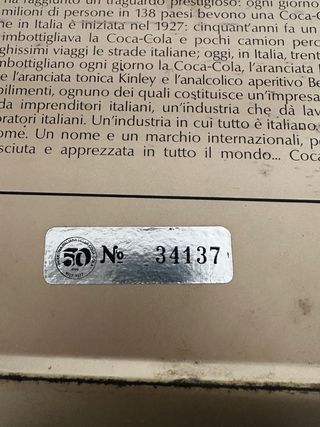 ha raggiunto un traguardo prestigioso: ogni giorno
milioni di persone in 138 paesi bevono una Coca-C
e in Italia è iniziata nel 1927: cinquant'anni fa un
imbottigliava la Coca-Cola e pochi camion perco
ghissimi viaggi le strade italiane; oggi, in Italia, trent
mbottigliano ogni giorno la Coca-Cola, l'aranciata
e l'aranciata tonica Kinley e l'analcolico aperitivo Be
bilimenti, ognuno dei quali costituisce un'impresa
da imprenditori italiani, un'industria che dà lav
oratori italiani. Un'industria in cui tutto è italiano,
ome. Un nome e un marchio internazionali, pe
sciuta e apprezzata in tutto il mondo... Coca
50 No 34137